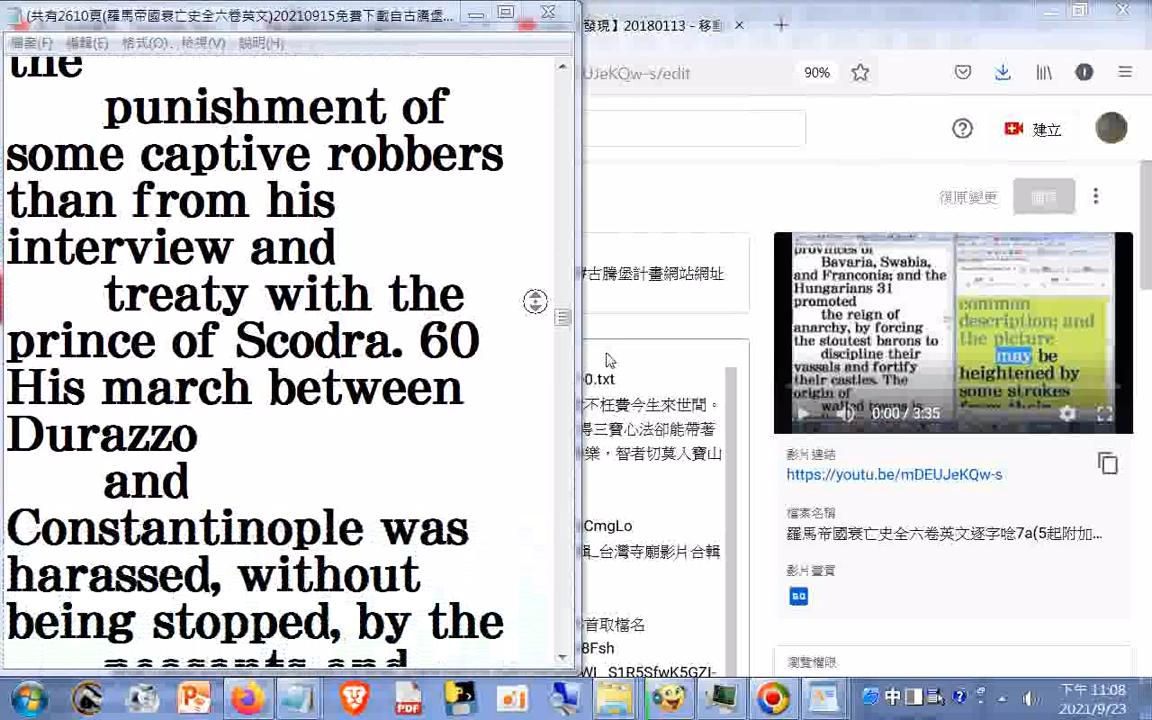 (共有2610頁(羅馬帝國衰亡史全六卷英文)20210915免費下載自古騰堡...
檔案(F) 編輯(E) 格式(O) 檢視(V) 說明(H)
the
punishment of
some captive robbers
than from his
interview and
treaty with the
prince of Scodra. 60
His march between
Durazzo
and
Constantinople was
harassed, without
being stopped, by the
peasants and
發現】20180113 - 移動
UJeKQw-s/edit
90%
建立
復原變更
#古騰堡計畫網站網址
0.txt
不枉費今生來世間。
得三寶心法卻能帶著
樂，智者切莫入寶山
CmgLo
輯_台灣寺廟影片合輯
首取檔名
8Fsh
WI_S1R5SfwK5GZI-
provinces of
Bavaria, Swabia,
and Franconia; and the
Hungarians 31
promoted
the reign of
anarchy, by forcing
the stoutest barons to
discipline their
vassals and fortify
their castles. The
origin of
walled towns is
common
description; and
the picture
may be
heightened by
some strokes
0:00 / 3:35
影片連結
https://youtu.be/mDEUJeKQw-s
檔案名稱
羅馬帝國衰亡史全六卷英文逐字唸7a(5起附加...
影片畫質
瀏覽權限
中
下午 11:08
2021/9/23